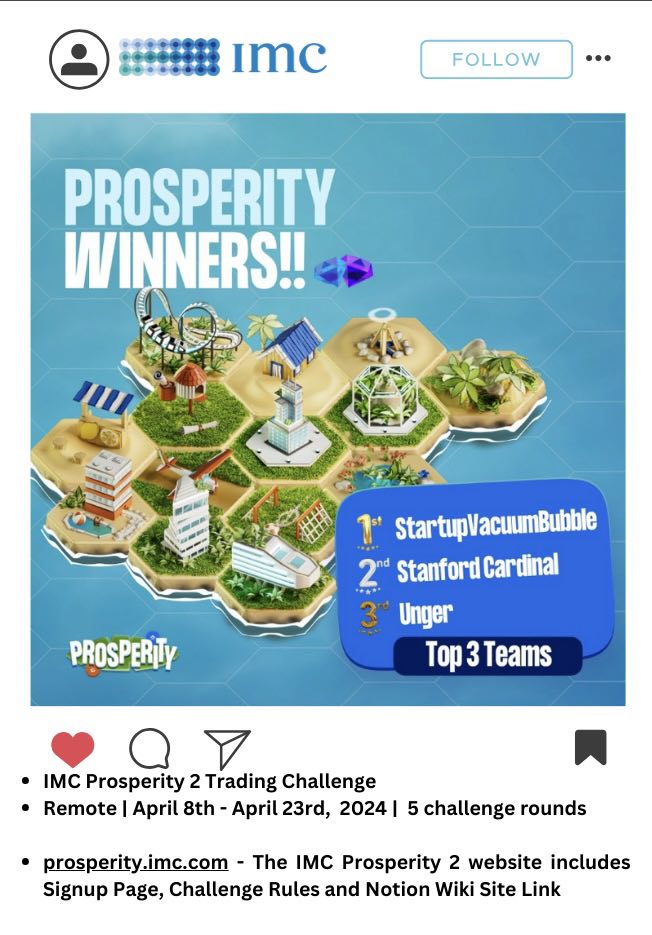 imc
FOLLOW
PROSPERITY
WINNERS!!
1st StartupVacuumBubble
2nd Stanford Cardinal
3rd Unger
Top 3 Teams
PROSPERITY
• IMC Prosperity 2 Trading Challenge
• Remote | April 8th - April 23rd, 2024 | 5 challenge rounds
• prosperity.imc.com - The IMC Prosperity 2 website includes
Signup Page, Challenge Rules and Notion Wiki Site Link